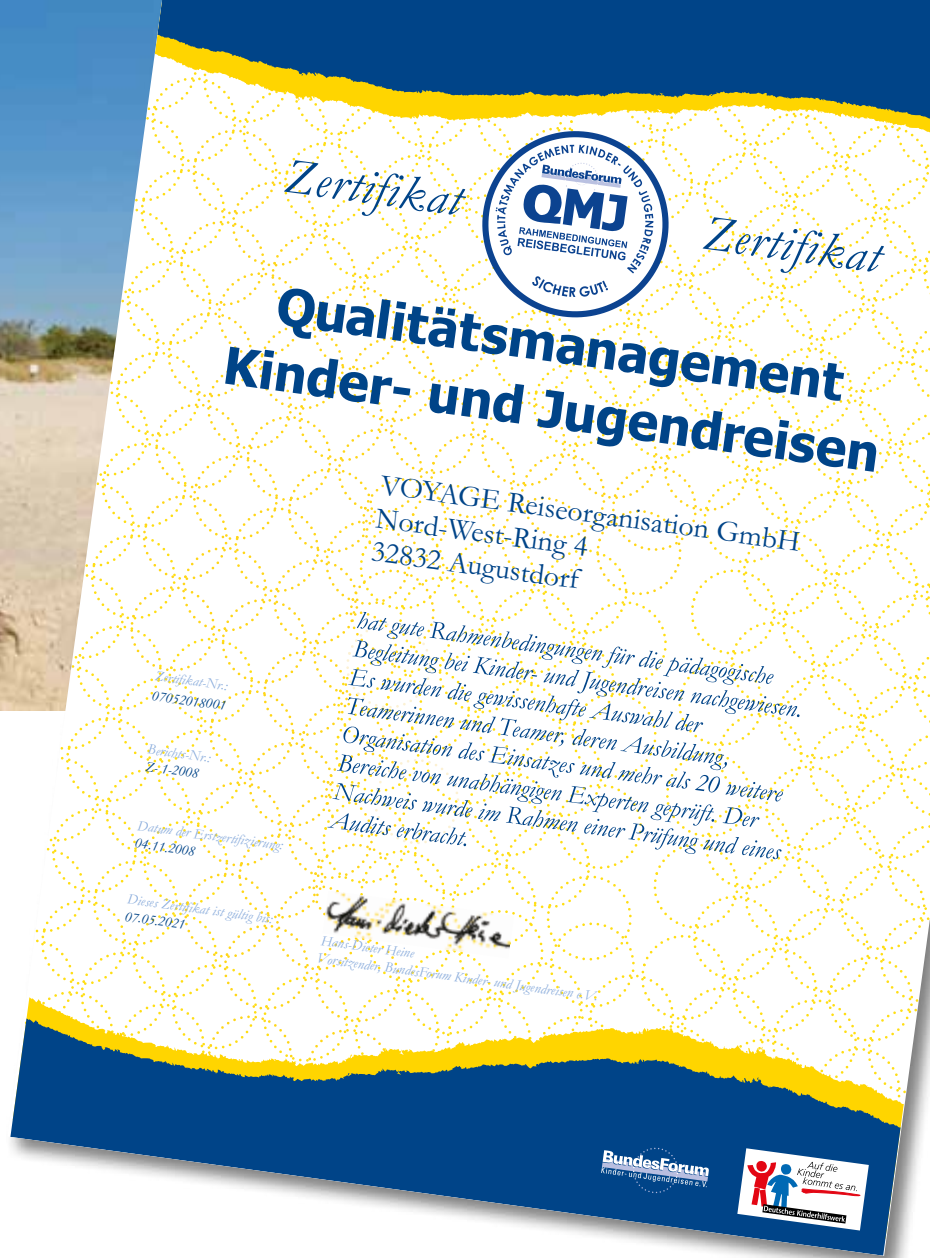 Zertifikat
QUALITÄTSMANAGEMENT KINDER- UND JUGENDREISEN
BundesForum
QMJ
RAHMENBEDINGUNGEN
REISEBEGLEITUNG
SICHER GUT!
Zertifikat
Qualitätsmanagement
Kinder- und Jugendreisen
VOYAGE Reiseorganisation GmbH
Nord-West-Ring 4
32832 Augustdorf
hat gute Rahmenbedingungen für die pädagogische
Begleitung bei Kinder- und Jugendreisen nachgewiesen.
Es wurden die gewissenhafte Auswahl der
Teamerinnen und Teamer, deren Ausbildung,
Organisation des Einsatzes und mehr als 20 weitere
Bereiche von unabhängigen Experten geprüft. Der
Nachweis wurde im Rahmen einer Prüfung und eines
Audits erbracht.
Zertifikat-Nr.:
07052018001
Berichts-Nr.:
Z-1-2008
Datum der Erstzertifizierung:
04.11.2008
Dieses Zertifikat ist gültig bis:
07.05.2021
Hans-Dieter Heine
Hans-Dieter Heine
Vorsitzender, BundesForum Kinder- und Jugendreisen e.V.
BundesForum
Kinder- und Jugendreisen e.V.
Auf die
Kinder
kommt es an.
Deutsches Kinderhilfswerk